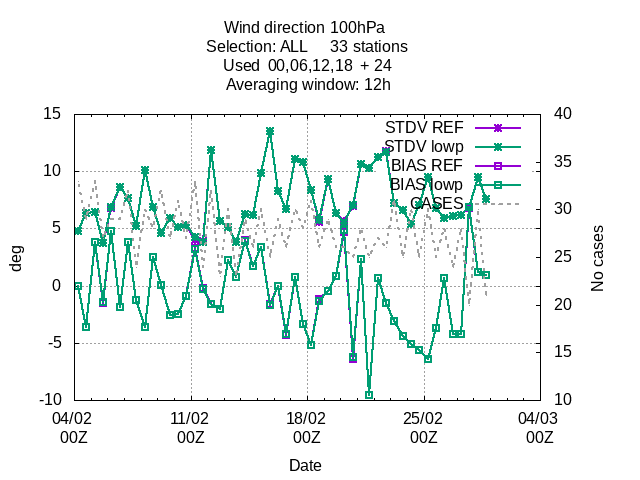 Wind direction 100hPa
Selection: ALL 33 stations
Used 00,06,12,18 + 24
Averaging window: 12h
15
10
5
0
-5
-10
deg
40
35
30
25
20
15
10
No cases
STDV REF
STDV lowp
BIAS REF
BIAS lowp
CASES
04/02 11/02 18/02 25/02 04/03
00Z 00Z 00Z 00Z 00Z
Date